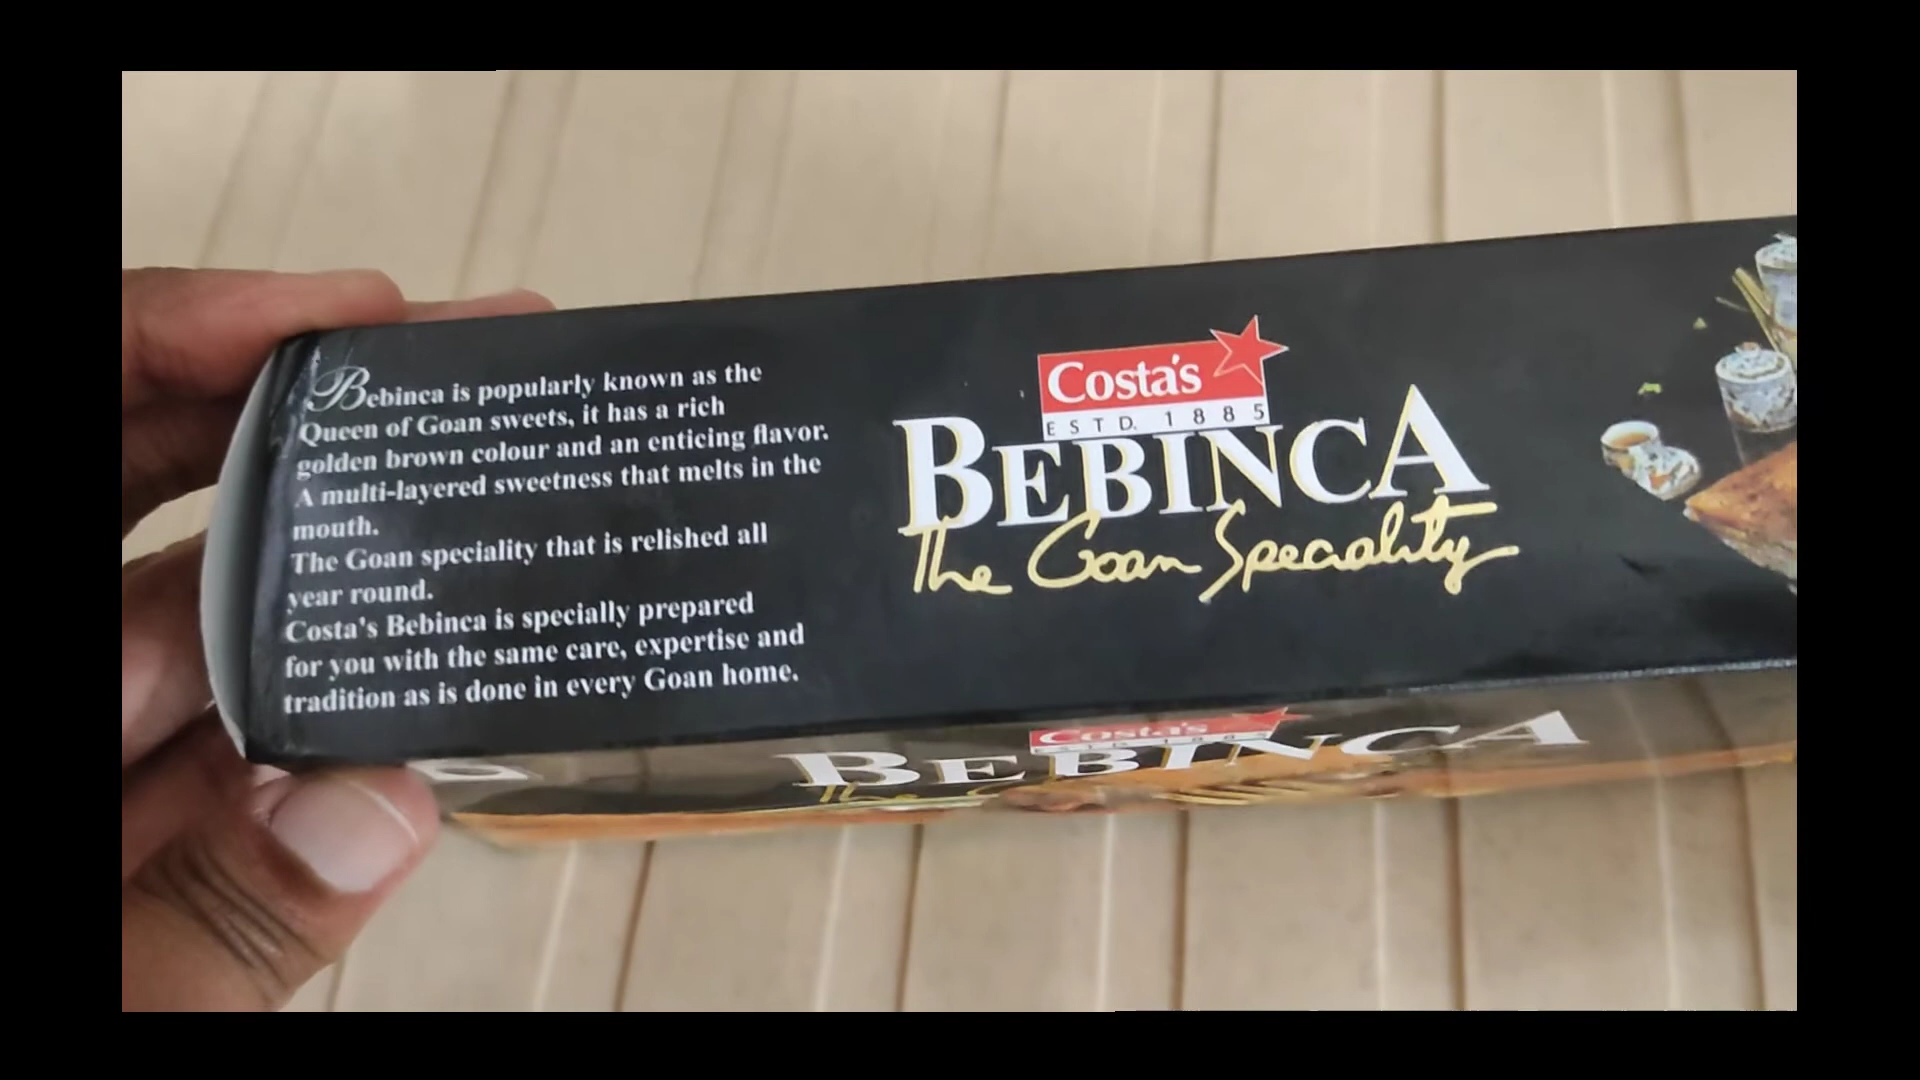 Bebinca is popularly known as the
Queen of Goan sweets, it has a rich
golden brown colour and an enticing flavor.
A multi-layered sweetness that melts in the
mouth.
The Goan speciality that is relished all
year round.
Costa's Bebinca is specially prepared
for you with the same care, expertise and
tradition as is done in every Goan home.
Costa's
ESTD. 1885
BEBINCA
The Goan Speciality
Costa's
ESTD. 1885
BEBINCA
The